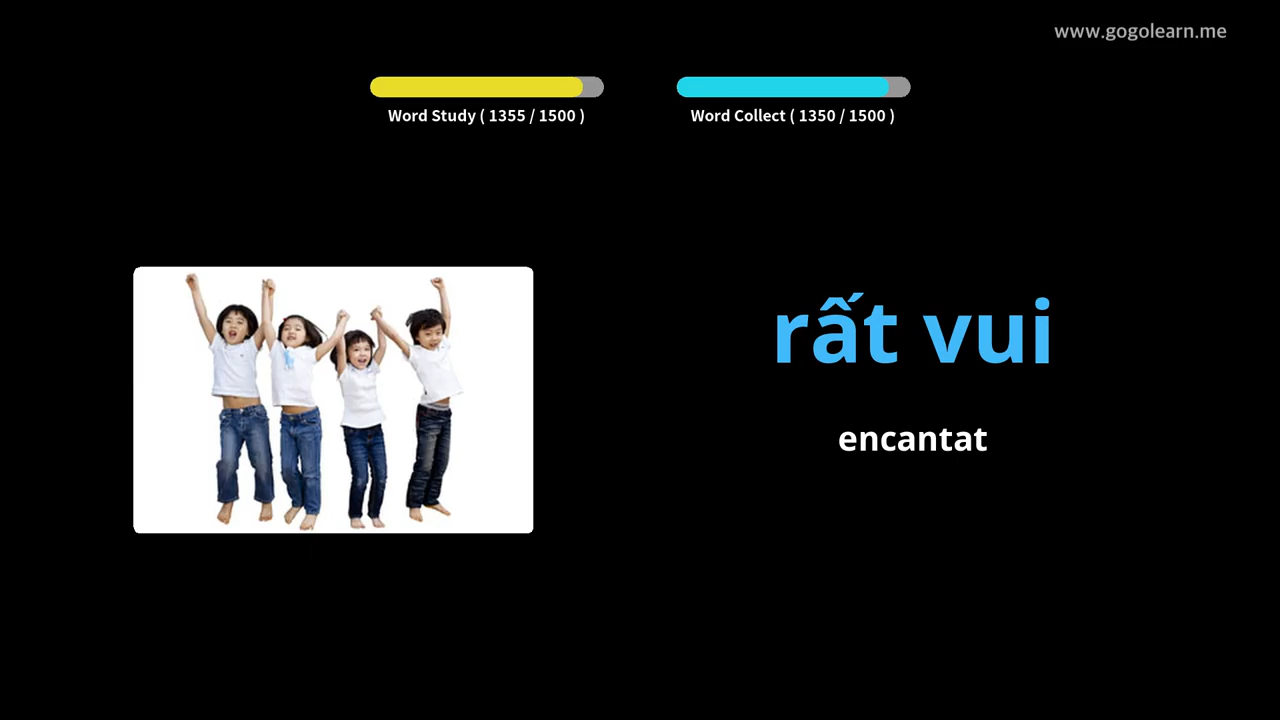 www.gogolearn.me
Word Study ( 1355 / 1500 )
Word Collect ( 1350 / 1500 )
rất vui
encantat